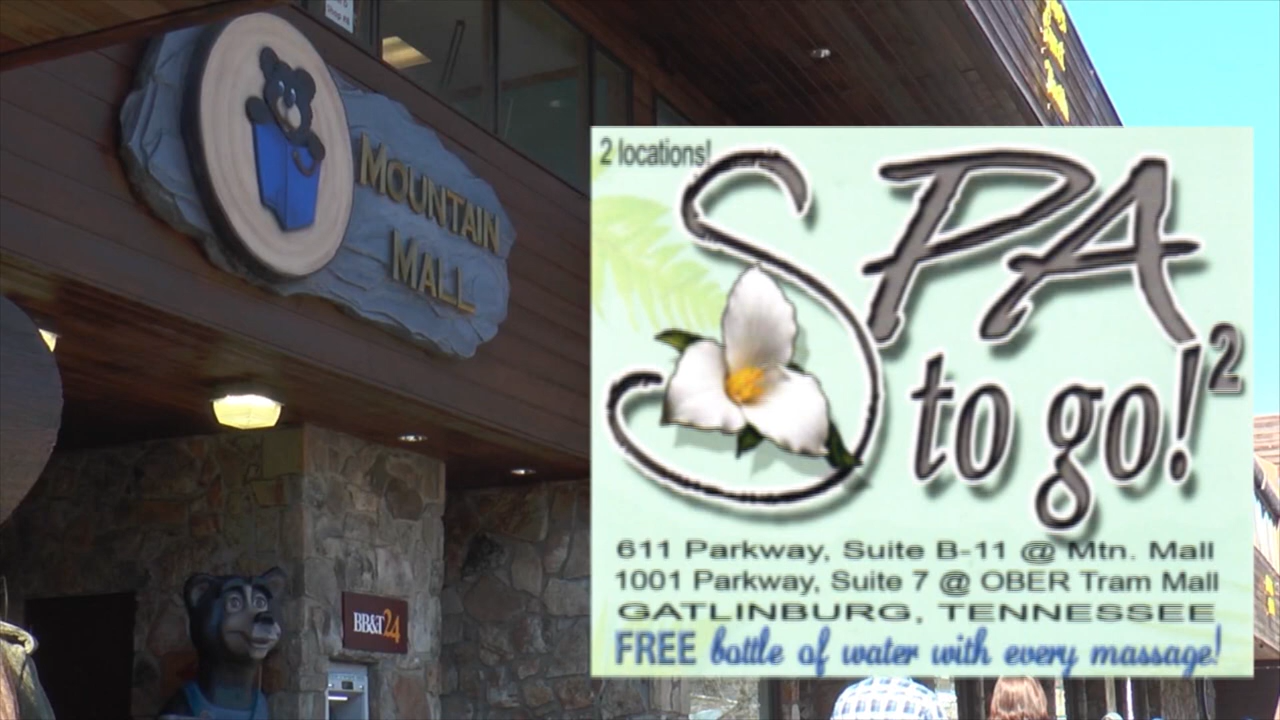 MOUNTAIN
MALL
BB&T24
2 locations!
SPA
to go!²
611 Parkway, Suite B-11 @ Mtn. Mall
1001 Parkway, Suite 7 @ OBER Tram Mall
GATLINBURG, TENNESSEE
FREE bottle of water with every massage!